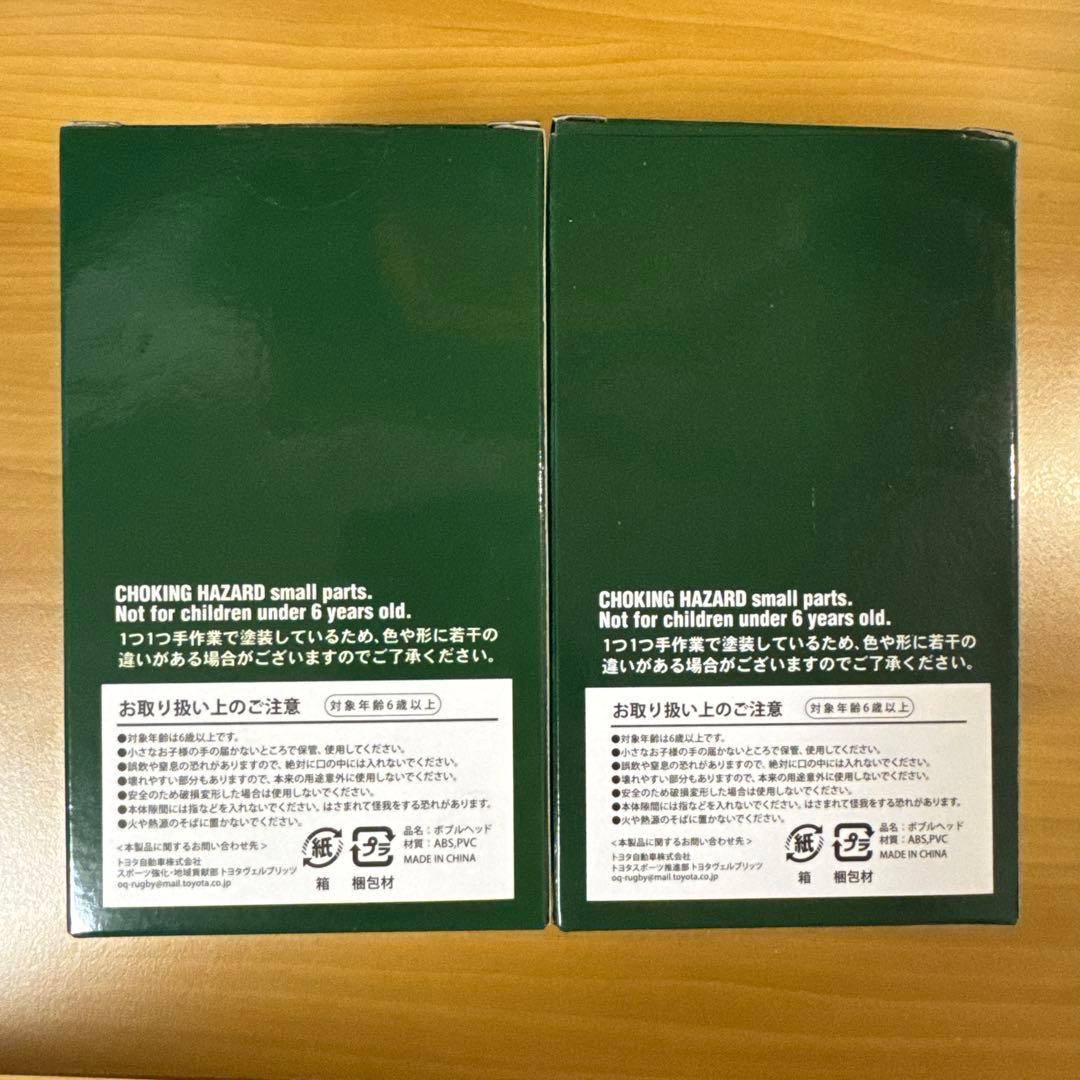 CHOKING HAZARD small parts.
Not for children under 6 years old.
1つ1つ手作業で塗装しているため、色や形に若干の
違いがある場合がございますのでご了承ください。
お取り扱い上のご注意 対象年齢6歳以上
●対象年齢は6歳以上です。
●小さなお子様の手の届かないところで保管、使用してください。
●誤飲や窒息の恐れがありますので、絶対に口の中には入れないでください。
●壊れやすい部分もありますので、本来の用途意外に使用しないでください。
●安全のため破損変形した場合は使用しないでください。
●本体隙間には指などを入れないでください。はさまれて怪我をする恐れがあります。
●火や熱源のそばに置かないでください。
<本製品に関するお問い合わせ先>
トヨタ自動車株式会社
スポーツ強化・地域貢献部 トヨタヴェルブリッツ
oq-rugby@mail.toyota.co.jp
紙
箱
プラ
梱包材
品名:ボブルヘッド
材質:ABS,PVC
MADE IN CHINA
CHOKING HAZARD small parts.
Not for children under 6 years old.
1つ1つ手作業で塗装しているため、色や形に若干の
違いがある場合がございますのでご了承ください。
お取り扱い上のご注意 対象年齢6歳以上
●対象年齢は6歳以上です。
●小さなお子様の手の届かないところで保管、使用してください。
●誤飲や窒息の恐れがありますので、絶対に口の中には入れないでください。
●壊れやすい部分もありますので、本来の用途意外に使用しないでください。
●安全のため破損変形した場合は使用しないでください。
●本体隙間には指などを入れないでください。はさまれて怪我をする恐れがあります。
●火や熱源のそばに置かないでください。
<本製品に関するお問い合わせ先>
トヨタ自動車株式会社
トヨタスポーツ推進部 トヨタヴェルブリッツ
oq-rugby@mail.toyota.co.jp
紙
箱
プラ
梱包材
品名:ボブルヘッド
材質:ABS,PVC
MADE IN CHINA